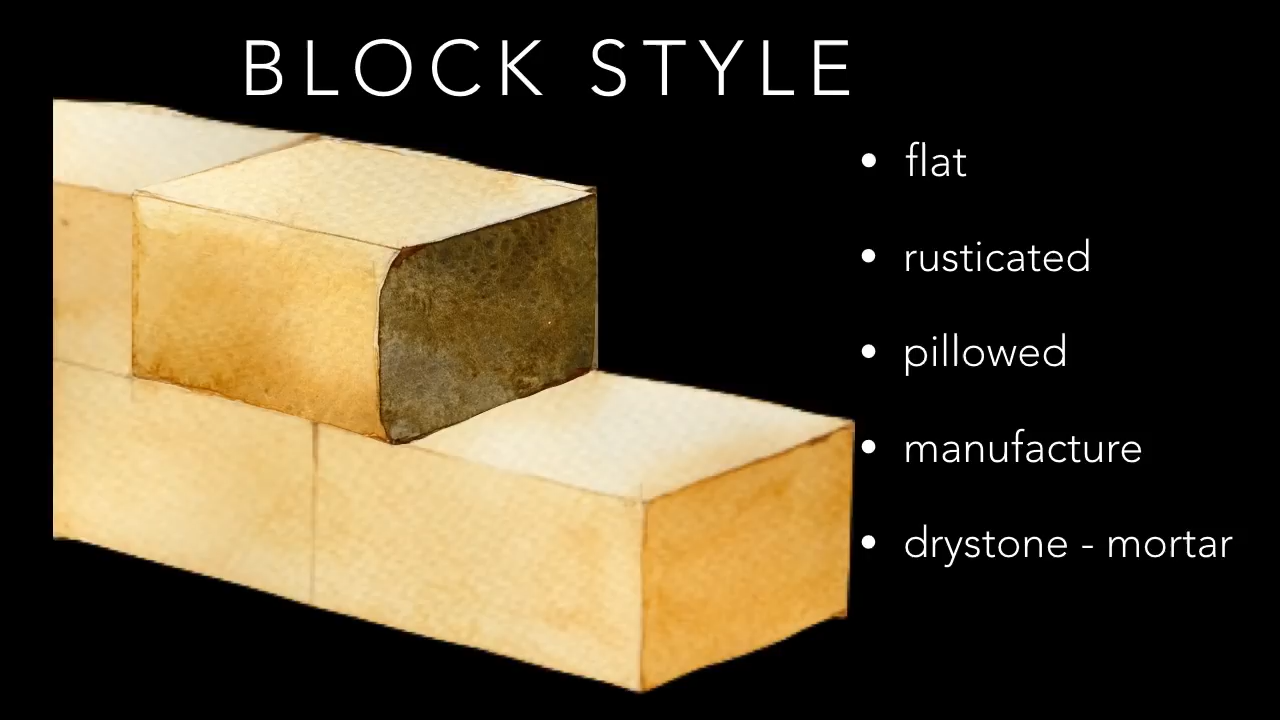 BLOCK STYLE
• flat
• rusticated
• pillowed
• manufacture
• drystone - mortar